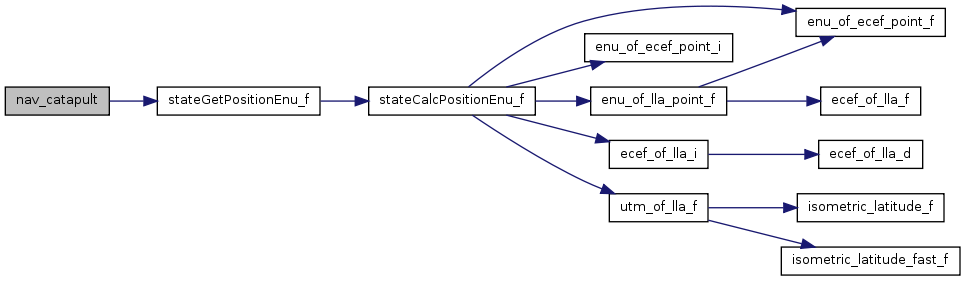 nav_catapult
stateGetPositionEnu_f
stateCalcPositionEnu_f
enu_of_ecef_point_f
enu_of_ecef_point_i
enu_of_lla_point_f
ecef_of_lla_f
ecef_of_lla_i
ecef_of_lla_d
utm_of_lla_f
isometric_latitude_f
isometric_latitude_fast_f